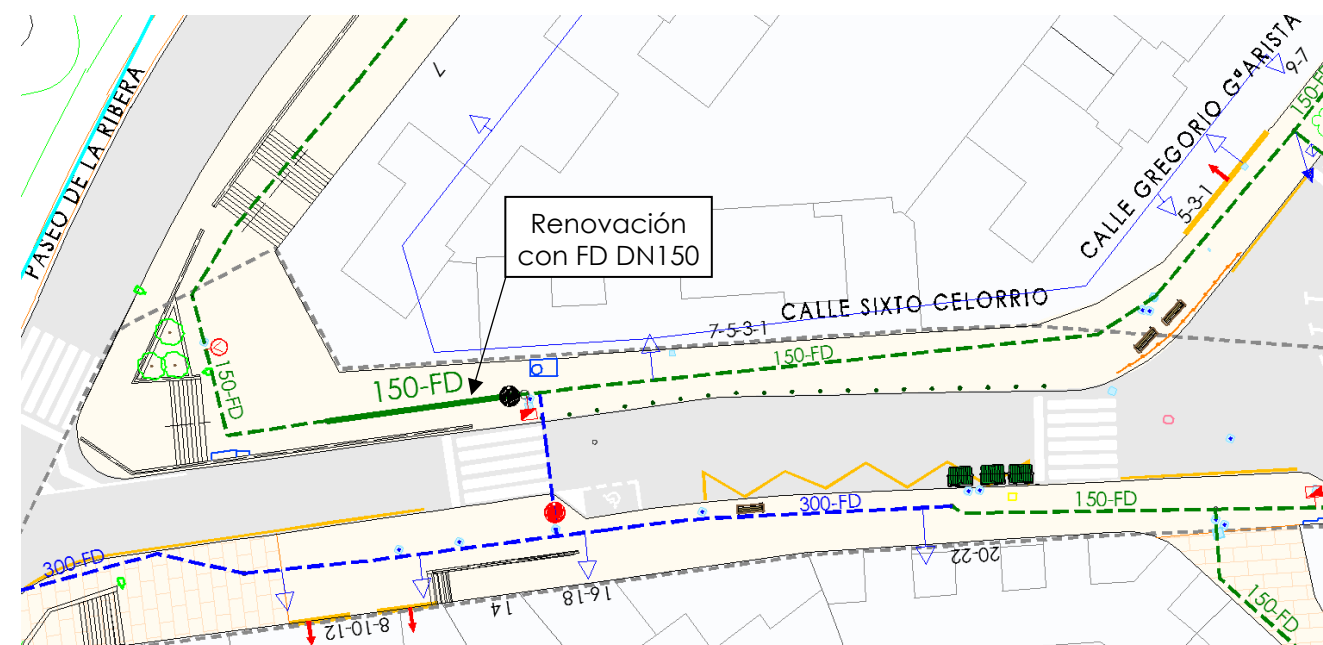 PASEO DE LA RIBERA
7
CALLE GREGORIO GªARISTA
9-7
150-FD
5-3-1
Renovación
con FD DN150
CALLE SIXTO CELORRIO
7-5-3-1
150-FD
150-FD
150-FD
300-FD
300-FD
150-FD
20-22
16-18
14
8-10-12
150-FD